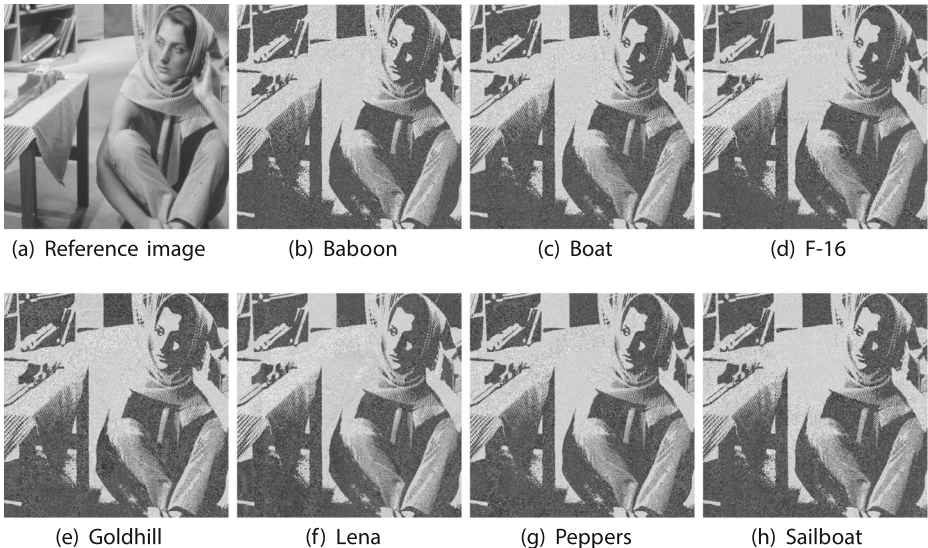 (a) Reference image
(b) Baboon
(c) Boat
(d) F-16
(e) Goldhill
(f) Lena
(g) Peppers
(h) Sailboat